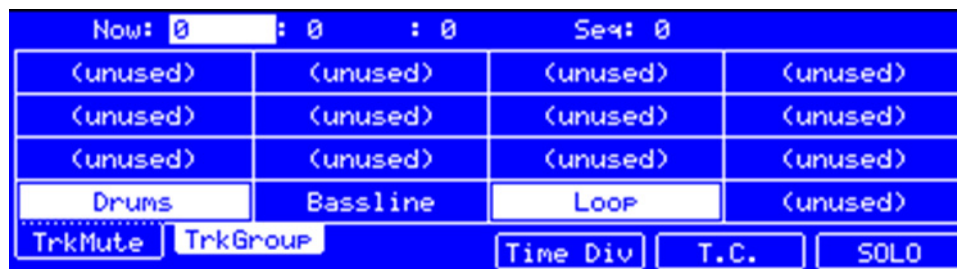 Now: 0 : 0 : 0 Seq: 0
(unused) (unused) (unused) (unused)
(unused) (unused) (unused) (unused)
(unused) (unused) (unused) (unused)
Drums Bassline Loop (unused)
TrkMute TrkGroup Time Div T.C. SOLO